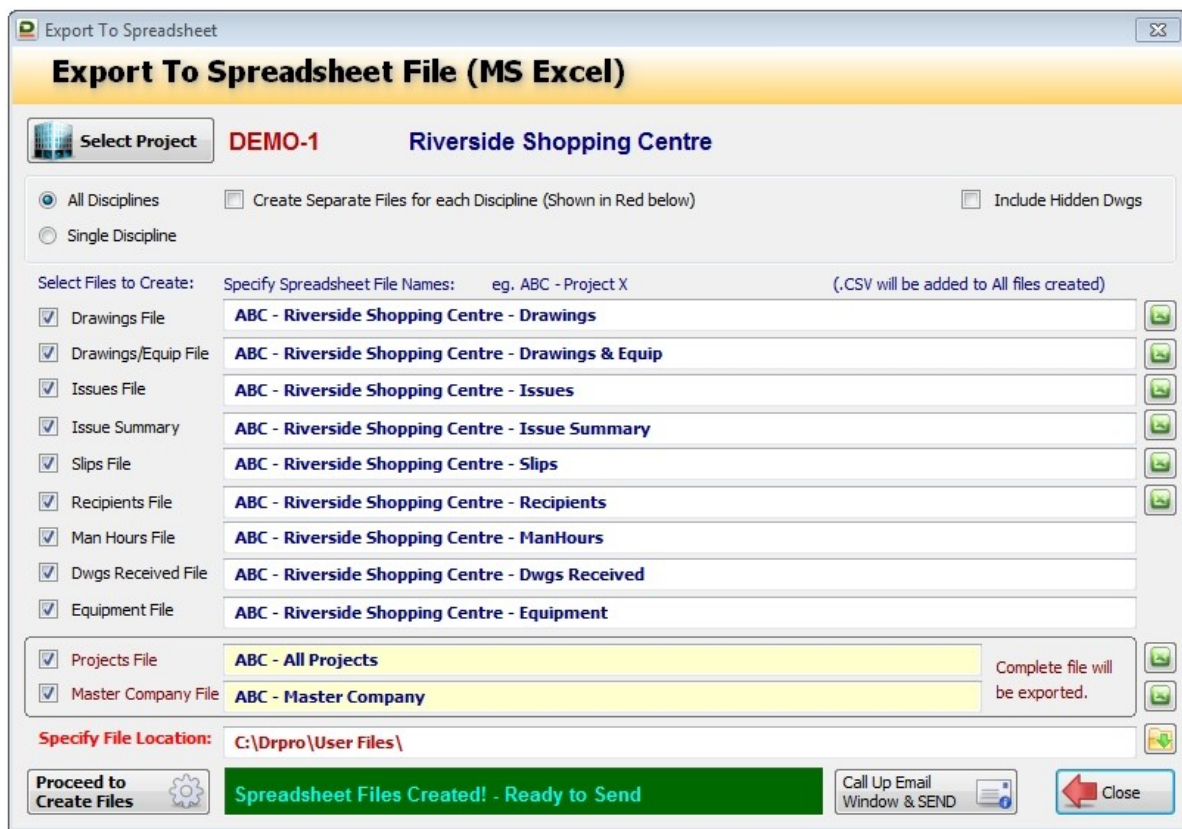 Export To Spreadsheet
Export To Spreadsheet File (MS Excel)
Select Project DEMO-1 Riverside Shopping Centre
All Disciplines Create Separate Files for each Discipline (Shown in Red below) Include Hidden Dwgs
Single Discipline
Select Files to Create: Specify Spreadsheet File Names: eg. ABC - Project X (.CSV will be added to All files created)
Drawings File ABC - Riverside Shopping Centre - Drawings
Drawings/Equip File ABC - Riverside Shopping Centre - Drawings & Equip
Issues File ABC - Riverside Shopping Centre - Issues
Issue Summary ABC - Riverside Shopping Centre - Issue Summary
Slips File ABC - Riverside Shopping Centre - Slips
Recipients File ABC - Riverside Shopping Centre - Recipients
Man Hours File ABC - Riverside Shopping Centre - ManHours
Dwgs Received File ABC - Riverside Shopping Centre - Dwgs Received
Equipment File ABC - Riverside Shopping Centre - Equipment
Projects File ABC - All Projects
Master Company File ABC - Master Company
Complete file will
be exported.
Specify File Location: C:\Drpro\User Files\
Proceed to
Create Files
Spreadsheet Files Created! - Ready to Send
Call Up Email
Window & SEND
Close